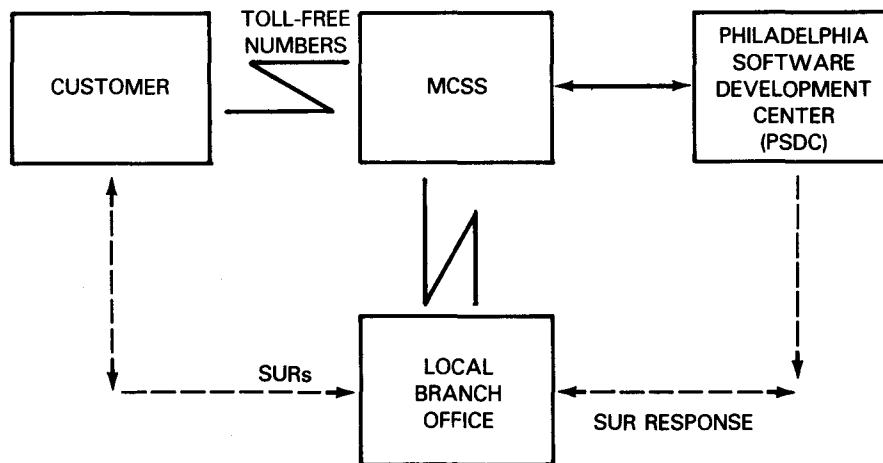 TOLL-FREE
NUMBERS
CUSTOMER
MCSS
PHILADELPHIA
SOFTWARE
DEVELOPMENT
CENTER
(PSDC)
SURs
LOCAL
BRANCH
OFFICE
SUR RESPONSE